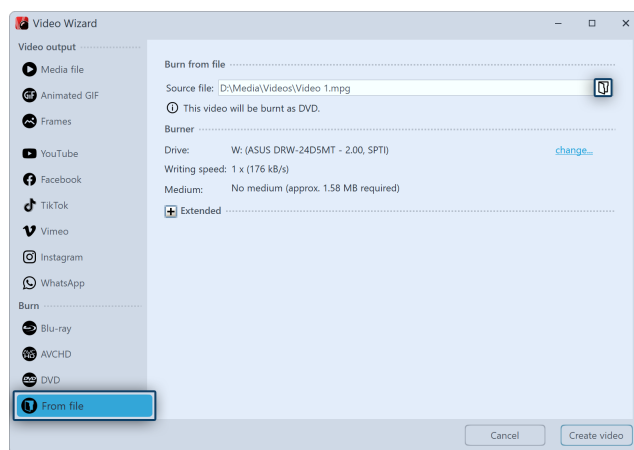 Video Wizard
Video output
Media file
GiF Animated GIF
Frames
YouTube
Facebook
TikTok
Vimeo
Instagram
WhatsApp
Burn
Blu-ray
AVCHD
DVD DVD
From file
Burn from file
Source file: D:\Media\Videos\Video 1.mpg
This video will be burnt as DVD.
Burner
Drive: W: (ASUS DRW-24D5MT - 2.00, SPTI) change...
Writing speed: 1 x (176 kB/s)
Medium: No medium (approx. 1.58 MB required)
Extended
Cancel Create video